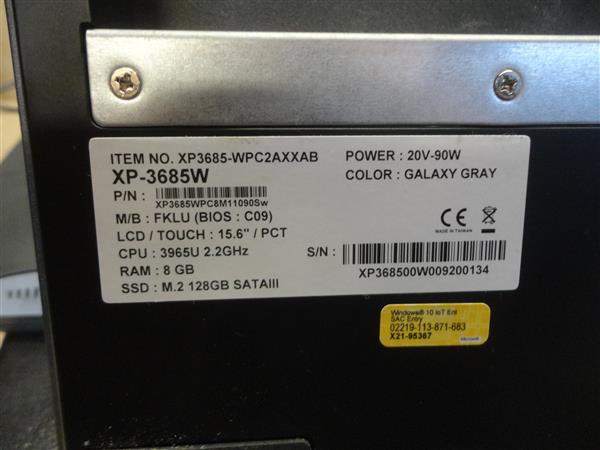 ITEM NO. XP3685-WPC2AXXAB
XP-3685W
P/N :
XP3685WPC8M11090Sw
M/B : FKLU (BIOS : C09)
LCD / TOUCH : 15.6" / PCT
CPU : 3965U 2.2GHz
RAM : 8 GB
SSD : M.2 128GB SATAIII
POWER : 20V-90W
COLOR : GALAXY GRAY
CE
MADE IN TAIWAN
S/N :
XP368500W009200134
Windows® 10 IoT Ent
SAC Entry
02219-113-871-683
X21-95367
Microsoft